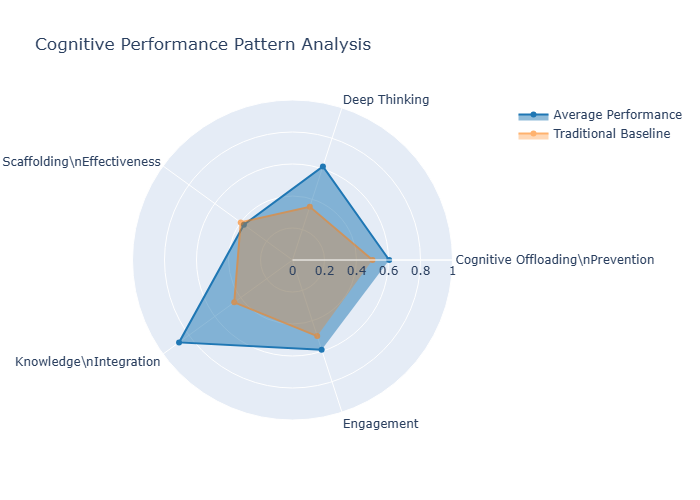 Cognitive Performance Pattern Analysis
Deep Thinking
Average Performance
Traditional Baseline
Scaffolding\nEffectiveness
Cognitive Offloading\nPrevention
0 0.2 0.4 0.6 0.8 1
Knowledge\nIntegration
Engagement